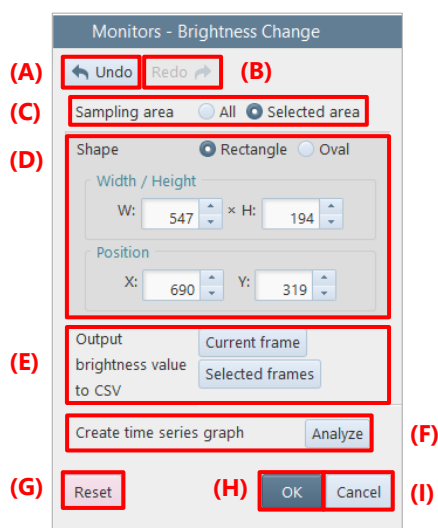 Monitors - Brightness Change
(A) Undo Redo (B)
(C) Sampling area All Selected area
(D) Shape Rectangle Oval
Width / Height
W: 547 × H: 194
Position
X: 690 Y: 319
(E) Output
brightness value
to CSV
Current frame
Selected frames
Create time series graph Analyze (F)
(G) Reset (H) OK Cancel (I)